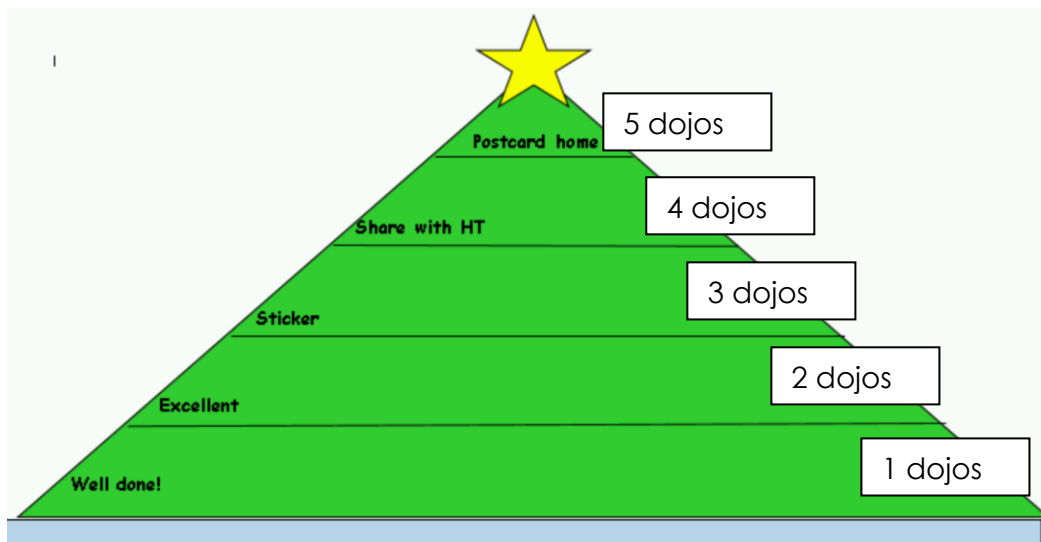 5 dojos
Postcard home
4 dojos
Share with HT
3 dojos
Sticker
2 dojos
Excellent
1 dojos
Well done!